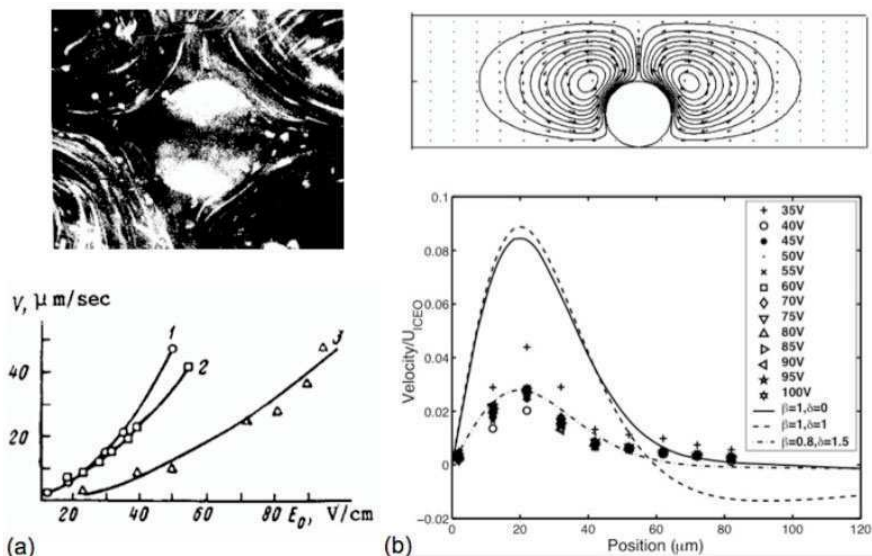 V, μm/sec
40
20
1
2
3
20
40
60
80 E₀, V/cm
(a)
0.1
0.08
0.06
0.04
0.02
0
−0.02
Velocity/U_ICEO
0
20
40
60
80
100
120
Position (μm)
35V
40V
45V
50V
55V
60V
70V
75V
80V
85V
90V
95V
100V
β=1,δ=0
β=1,δ=1
β=0.8,δ=1.5
(b)